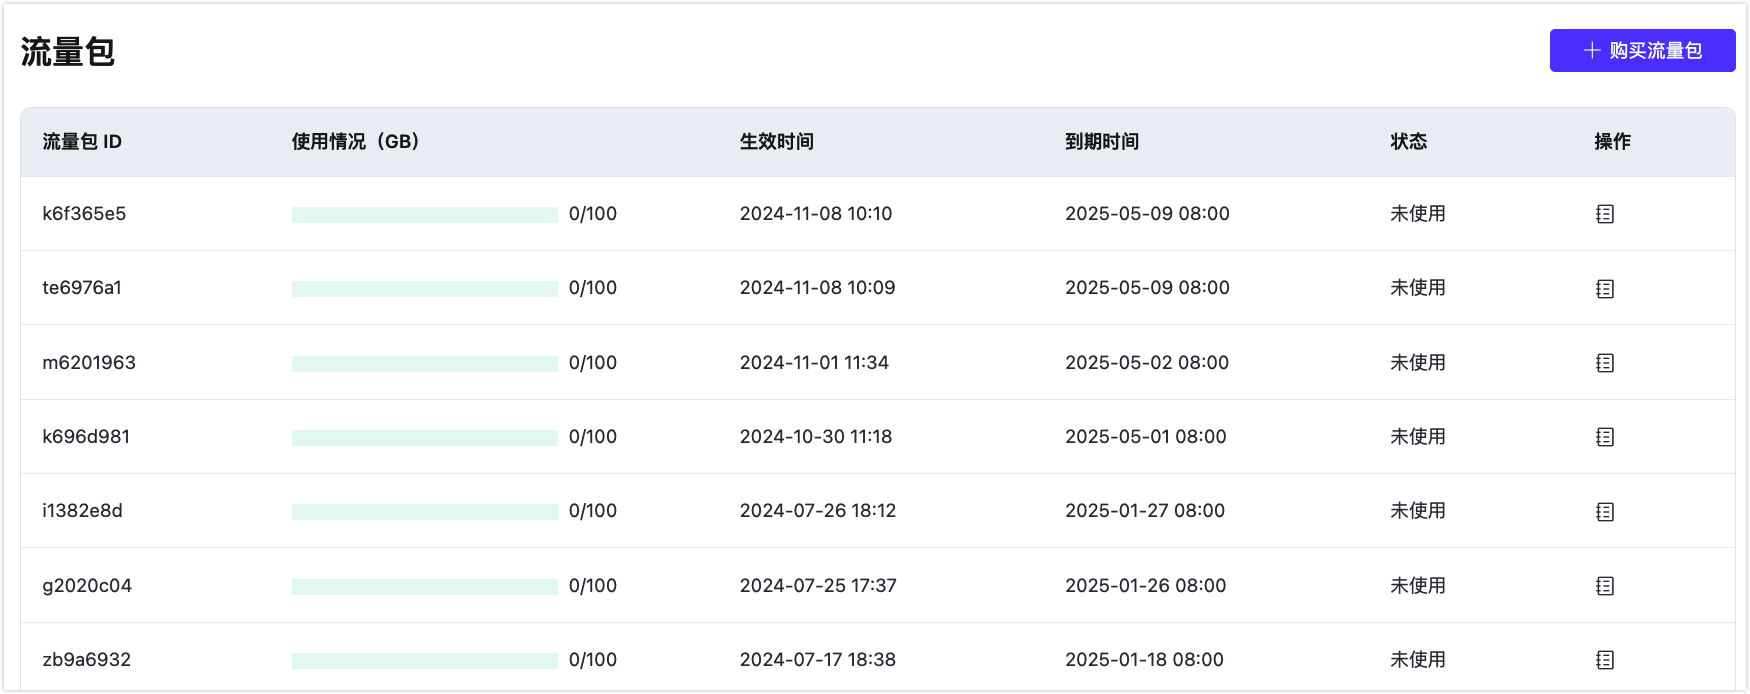 流量包
购买流量包
流量包 ID 使用情况（GB） 生效时间 到期时间 状态 操作
k6f365e5 0/100 2024-11-08 10:10 2025-05-09 08:00 未使用
te6976a1 0/100 2024-11-08 10:09 2025-05-09 08:00 未使用
m6201963 0/100 2024-11-01 11:34 2025-05-02 08:00 未使用
k696d981 0/100 2024-10-30 11:18 2025-05-01 08:00 未使用
i1382e8d 0/100 2024-07-26 18:12 2025-01-27 08:00 未使用
g2020c04 0/100 2024-07-25 17:37 2025-01-26 08:00 未使用
zb9a6932 0/100 2024-07-17 18:38 2025-01-18 08:00 未使用